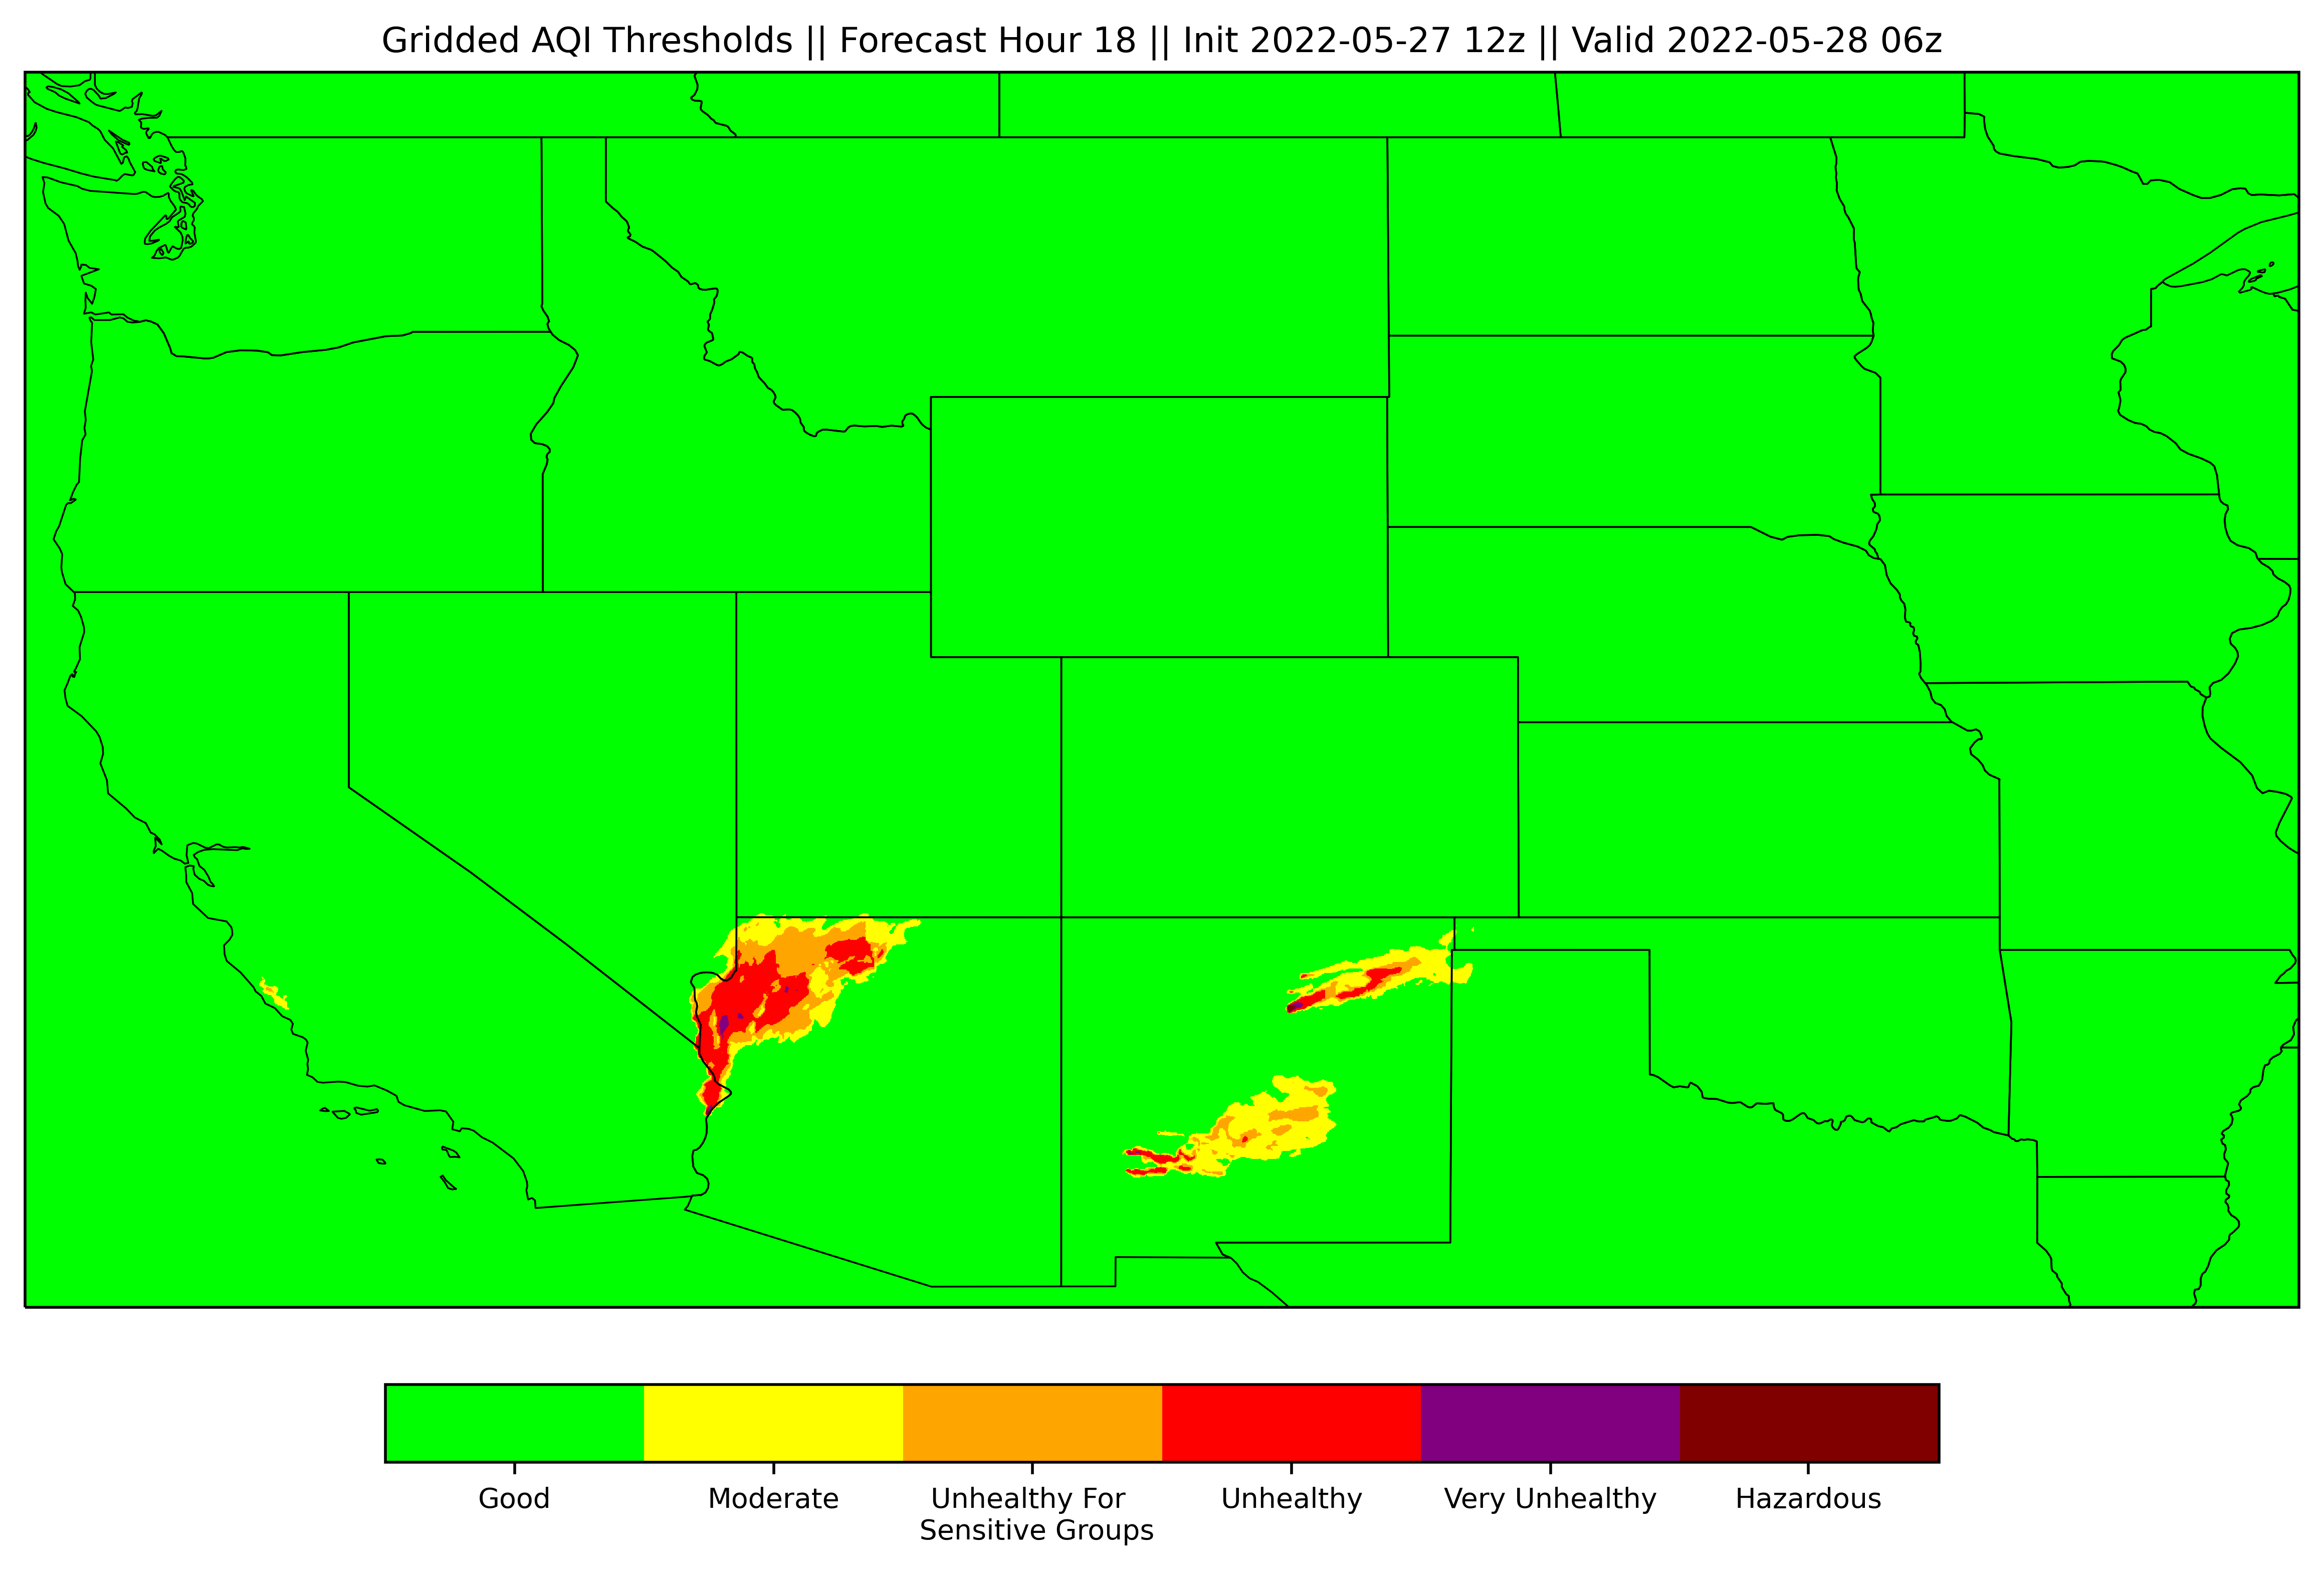 Gridded AQI Thresholds || Forecast Hour 18 || Init 2022-05-27 12z || Valid 2022-05-28 06z
Good
Moderate
Unhealthy For
Sensitive Groups
Unhealthy
Very Unhealthy
Hazardous